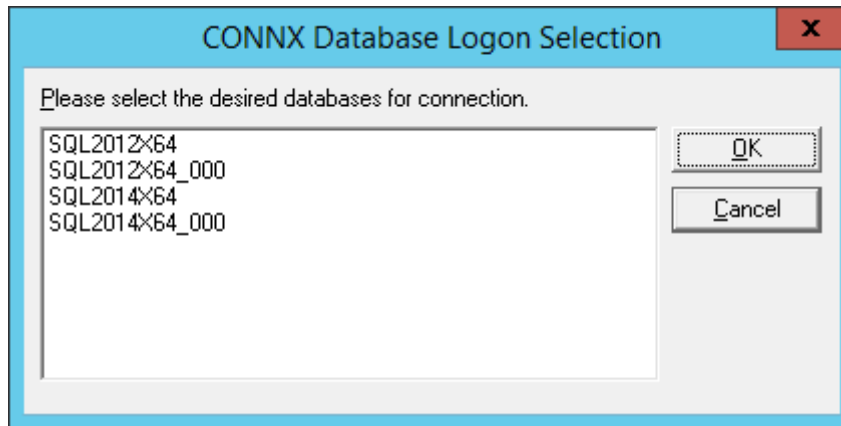 CONNX Database Logon Selection
x
Please select the desired databases for connection.
SQL2012X64
SQL2012X64_000
SQL2014X64
SQL2014X64_000
OK
Cancel